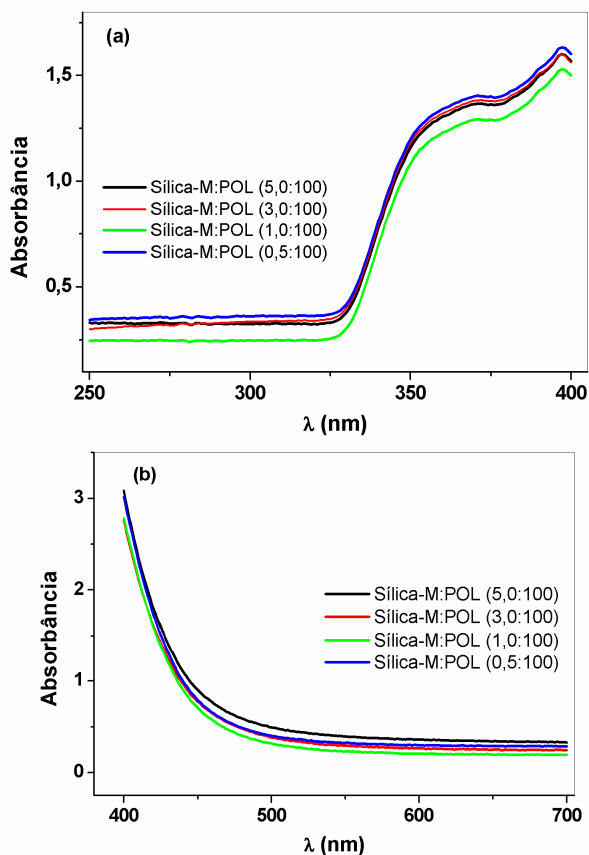 (a)
Absorbância
1,5
1,0
0,5
Sílica-M:POL (5,0:100)
Sílica-M:POL (3,0:100)
Sílica-M:POL (1,0:100)
Sílica-M:POL (0,5:100)
250
300
350
400
λ (nm)
(b)
Absorbância
3
2
1
0
Sílica-M:POL (5,0:100)
Sílica-M:POL (3,0:100)
Sílica-M:POL (1,0:100)
Sílica-M:POL (0,5:100)
400
500
600
700
λ (nm)